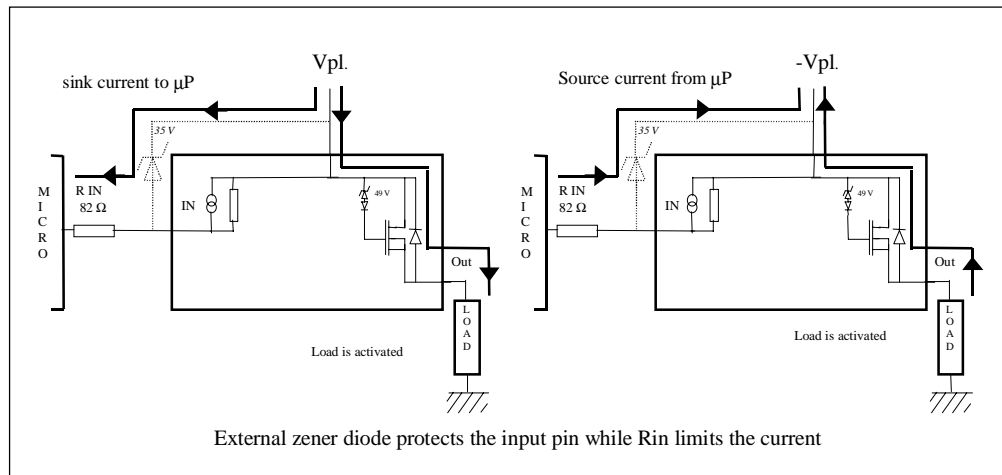 Vpl.
sink current to µP
35 V
M I C R O
R IN
82 Ω
IN
49 V
Out
L O A D
Load is activated
-Vpl.
Source current from µP
35 V
M I C R O
R IN
82 Ω
IN
49 V
Out
L O A D
Load is activated
External zener diode protects the input pin while Rin limits the current